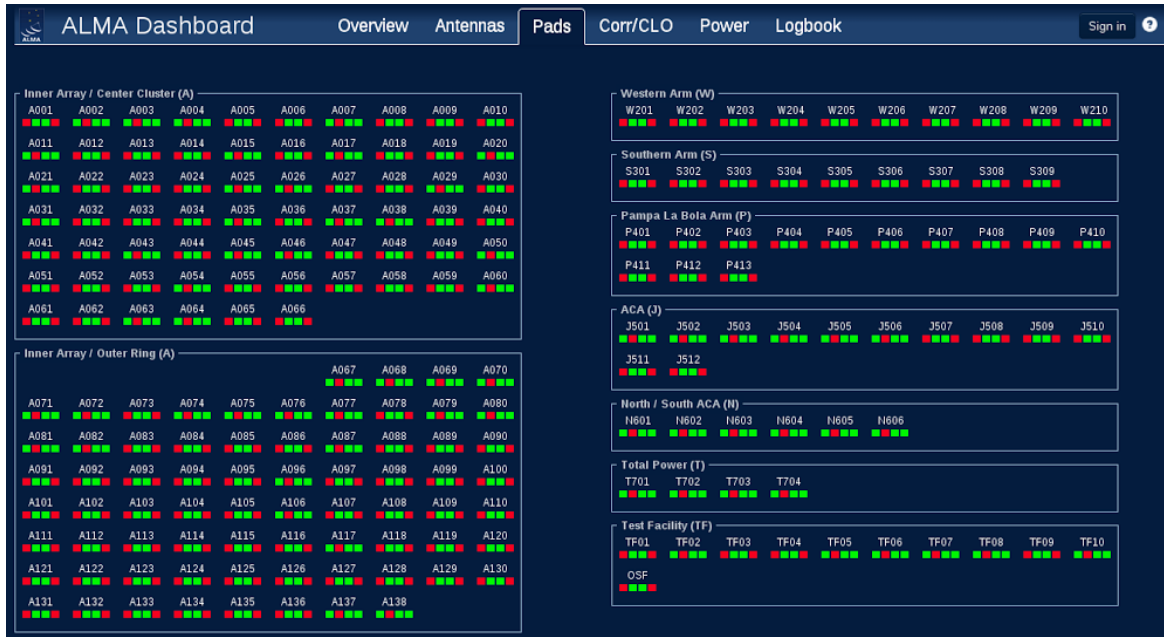 ALMA
ALMA Dashboard Overview Antennas Pads Corr/CLO Power Logbook Sign in ?
Inner Array / Center Cluster (A)
A001 A002 A003 A004 A005 A006 A007 A008 A009 A010
A011 A012 A013 A014 A015 A016 A017 A018 A019 A020
A021 A022 A023 A024 A025 A026 A027 A028 A029 A030
A031 A032 A033 A034 A035 A036 A037 A038 A039 A040
A041 A042 A043 A044 A045 A046 A047 A048 A049 A050
A051 A052 A053 A054 A055 A056 A057 A058 A059 A060
A061 A062 A063 A064 A065 A066
Inner Array / Outer Ring (A)
A067 A068 A069 A070
A071 A072 A073 A074 A075 A076 A077 A078 A079 A080
A081 A082 A083 A084 A085 A086 A087 A088 A089 A090
A091 A092 A093 A094 A095 A096 A097 A098 A099 A100
A101 A102 A103 A104 A105 A106 A107 A108 A109 A110
A111 A112 A113 A114 A115 A116 A117 A118 A119 A120
A121 A122 A123 A124 A125 A126 A127 A128 A129 A130
A131 A132 A133 A134 A135 A136 A137 A138
Western Arm (W)
W201 W202 W203 W204 W205 W206 W207 W208 W209 W210
Southern Arm (S)
S301 S302 S303 S304 S305 S306 S307 S308 S309
Pampa La Bola Arm (P)
P401 P402 P403 P404 P405 P406 P407 P408 P409 P410
P411 P412 P413
ACA (J)
J501 J502 J503 J504 J505 J506 J507 J508 J509 J510
J511 J512
North / South ACA (N)
N601 N602 N603 N604 N605 N606
Total Power (T)
T701 T702 T703 T704
Test Facility (TF)
TF01 TF02 TF03 TF04 TF05 TF06 TF07 TF08 TF09 TF10
OSF